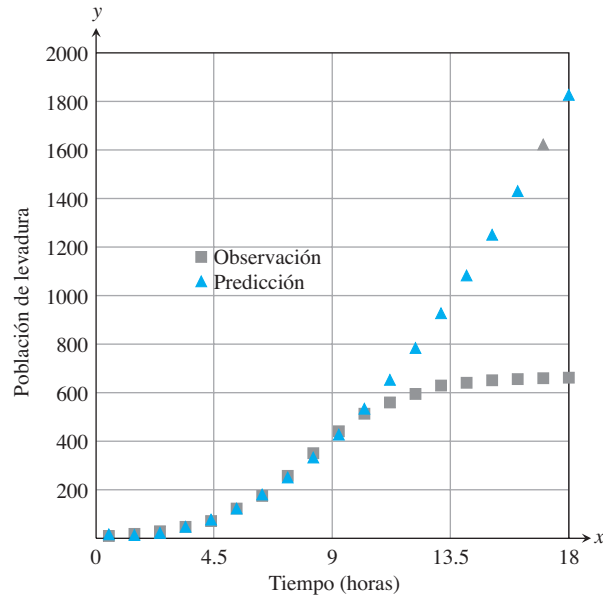 y
2000
1800
1600
1400
1200
1000
800
600
400
200
Población de levadura
Observación
Predicción
0
4.5
9
13.5
18
x
Tiempo (horas)